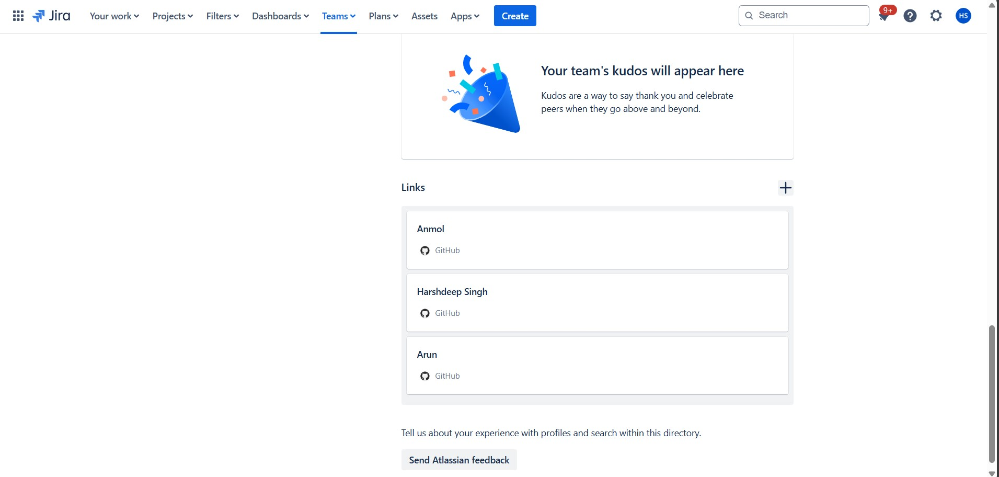 Jira
Your work
Projects
Filters
Dashboards
Teams
Plans
Assets
Apps
Create
Search
9+
?
HS
Your team's kudos will appear here
Kudos are a way to say thank you and celebrate
peers when they go above and beyond.
Links
Anmol
GitHub
Harshdeep Singh
GitHub
Arun
GitHub
Tell us about your experience with profiles and search within this directory.
Send Atlassian feedback